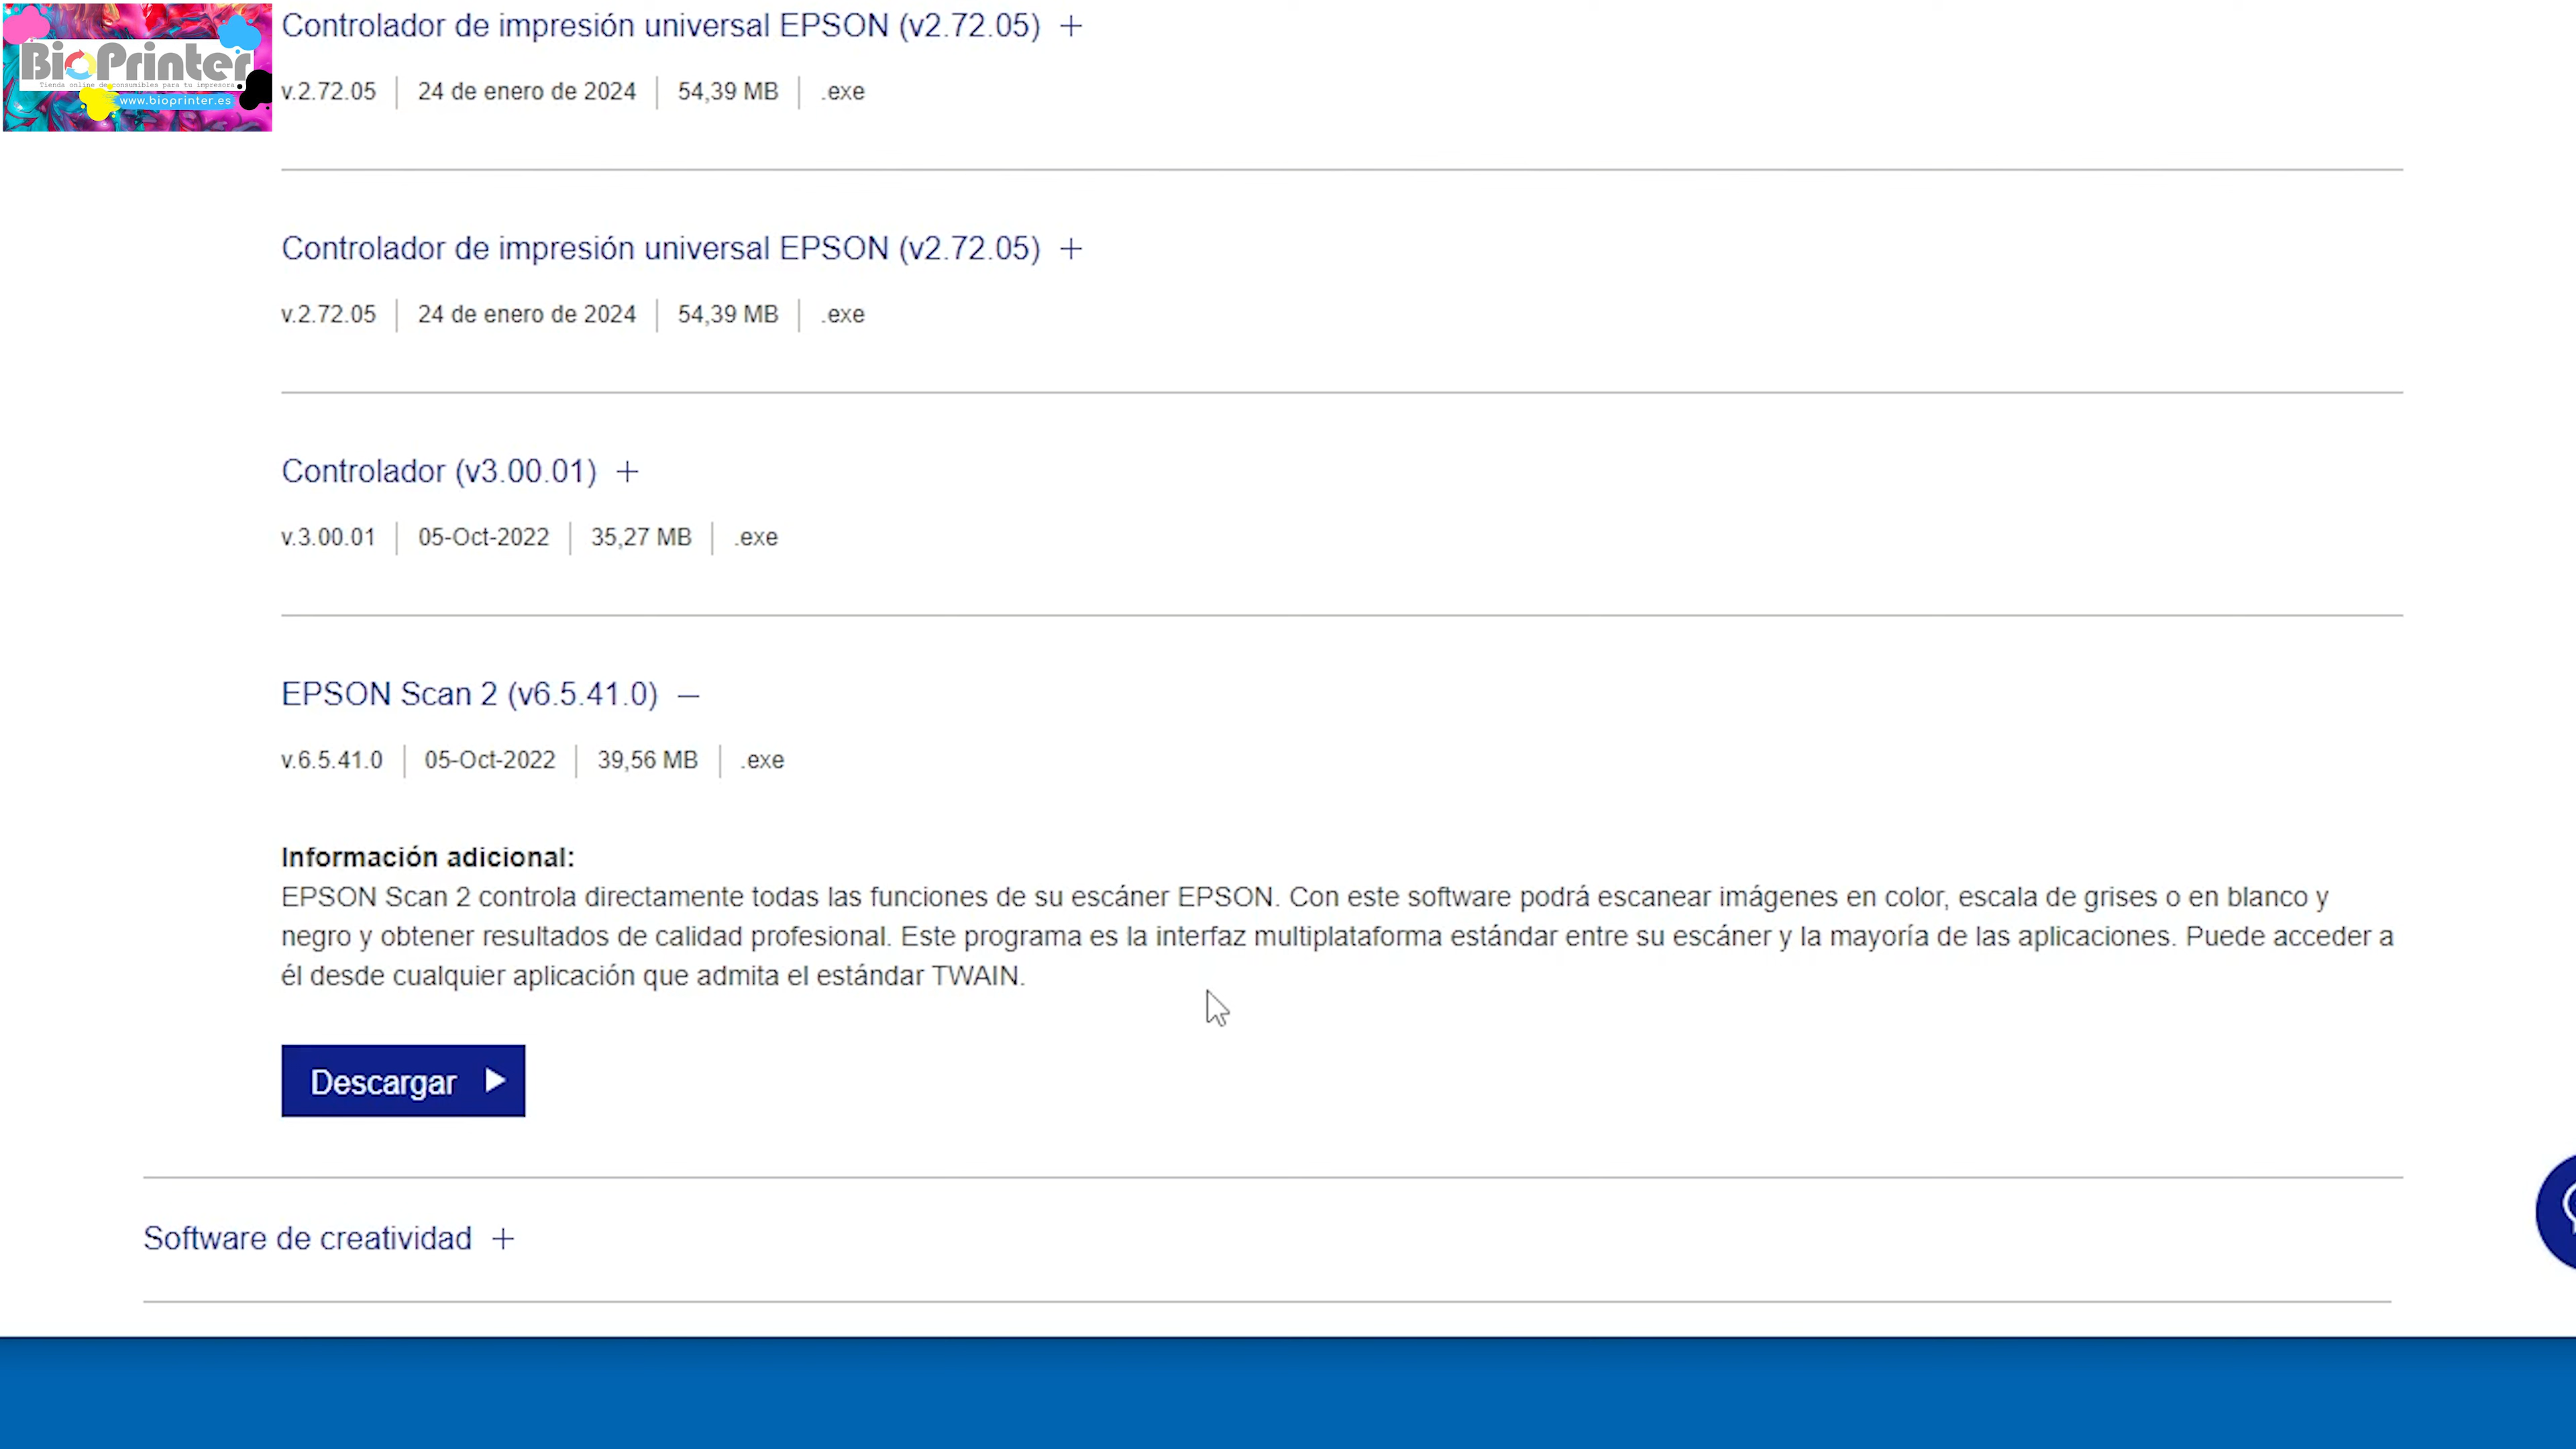 Controlador de impresión universal EPSON (v2.72.05) +
BioPrinter
Tienda online de consumibles para tu impresora
www.bioprinter.es
v.2.72.05 | 24 de enero de 2024 | 54,39 MB | .exe
Controlador de impresión universal EPSON (v2.72.05) +
v.2.72.05 | 24 de enero de 2024 | 54,39 MB | .exe
Controlador (v3.00.01) +
v.3.00.01 | 05-Oct-2022 | 35,27 MB | .exe
EPSON Scan 2 (v6.5.41.0) –
v.6.5.41.0 | 05-Oct-2022 | 39,56 MB | .exe
Información adicional:
EPSON Scan 2 controla directamente todas las funciones de su escáner EPSON. Con este software podrá escanear imágenes en color, escala de grises o en blanco y
negro y obtener resultados de calidad profesional. Este programa es la interfaz multiplataforma estándar entre su escáner y la mayoría de las aplicaciones. Puede acceder a
él desde cualquier aplicación que admita el estándar TWAIN.
Descargar
Software de creatividad +